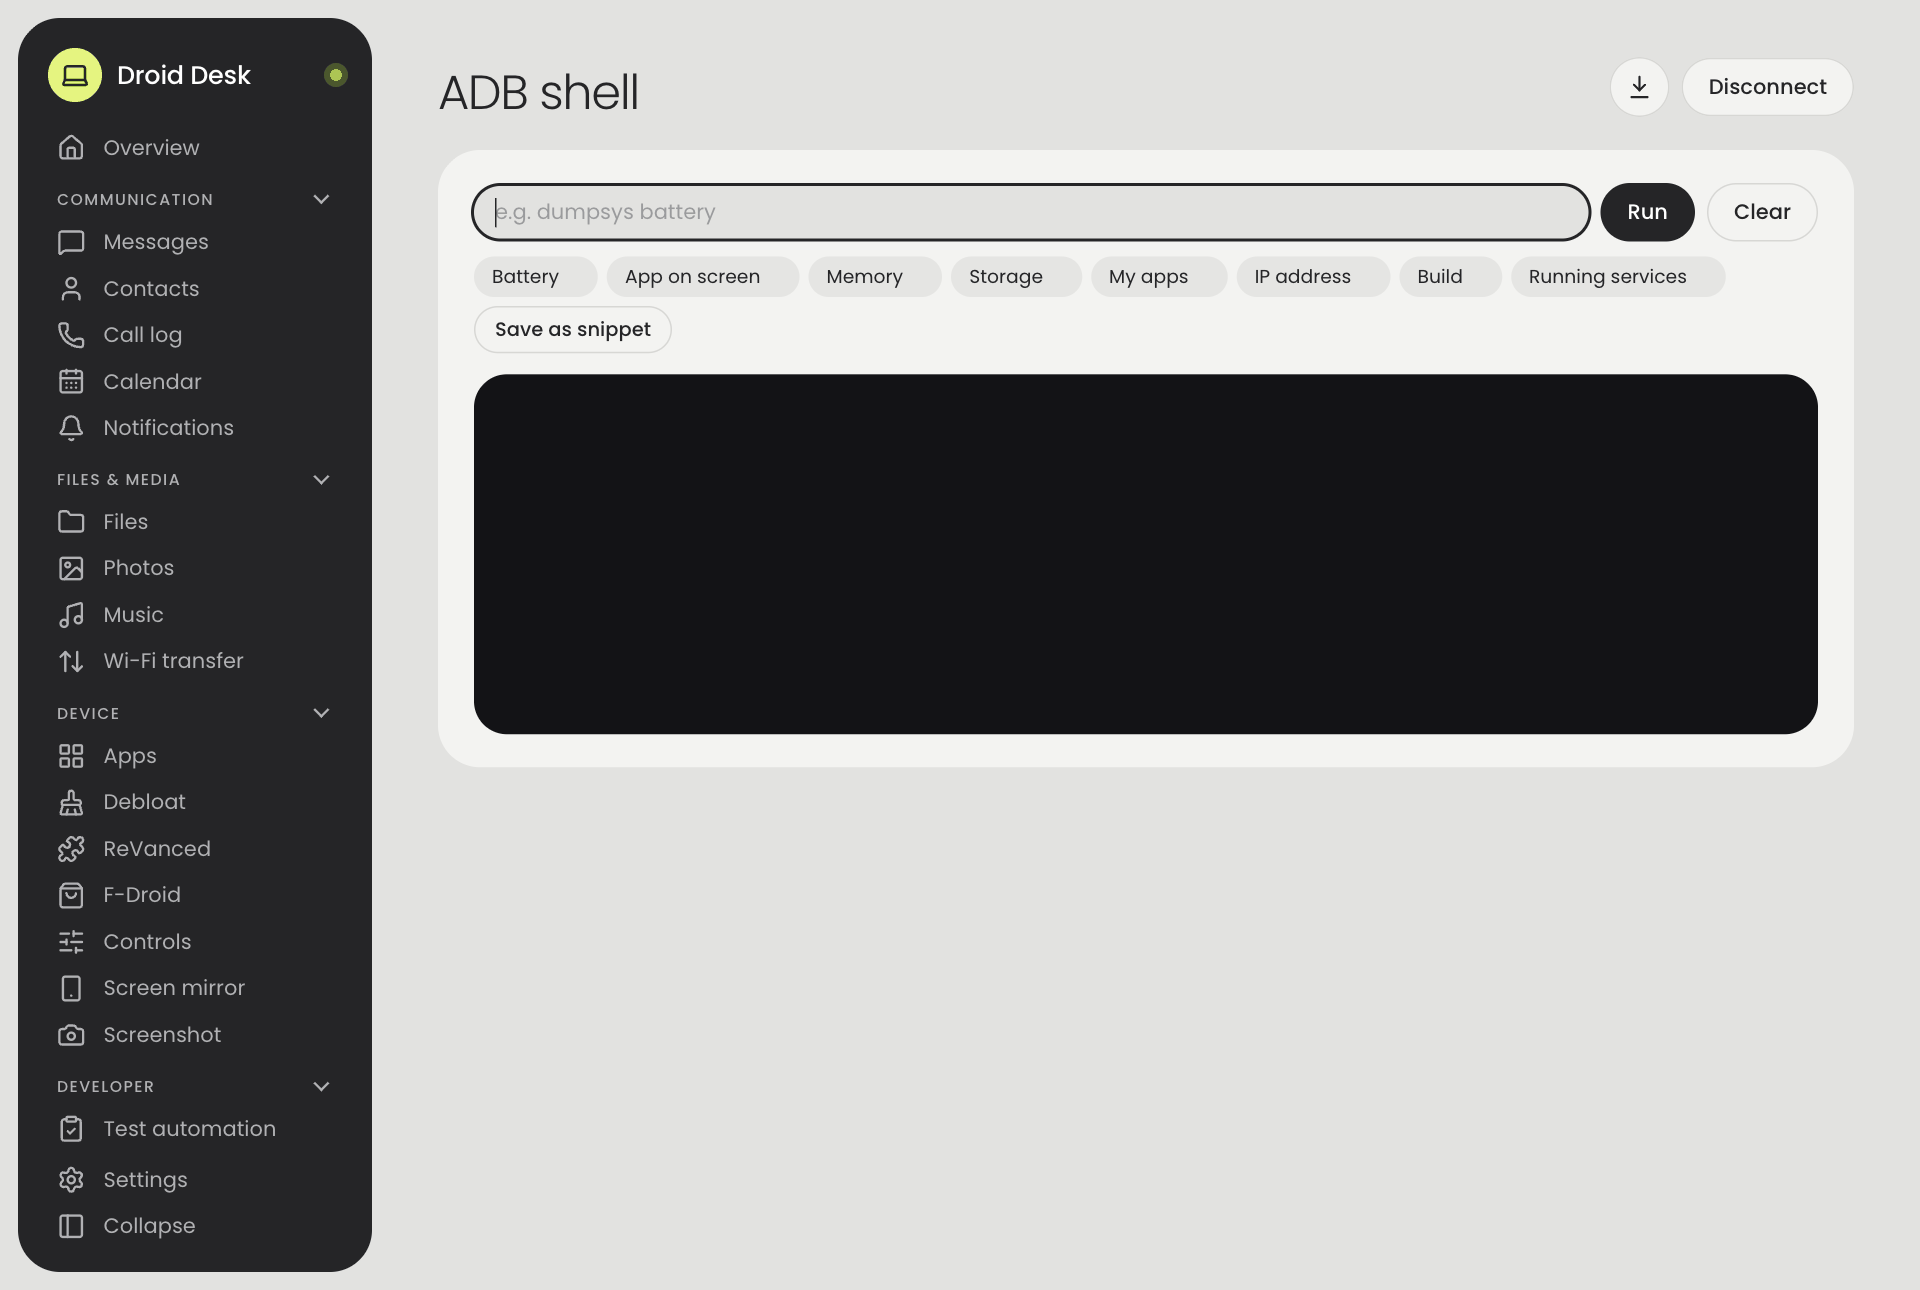 Droid Desk
Overview
COMMUNICATION
Messages
Contacts
Call log
Calendar
Notifications
FILES & MEDIA
Files
Photos
Music
Wi-Fi transfer
DEVICE
Apps
Debloat
ReVanced
F-Droid
Controls
Screen mirror
Screenshot
DEVELOPER
Test automation
Settings
Collapse
ADB shell
Disconnect
e.g. dumpsys battery
Run
Clear
Battery
App on screen
Memory
Storage
My apps
IP address
Build
Running services
Save as snippet